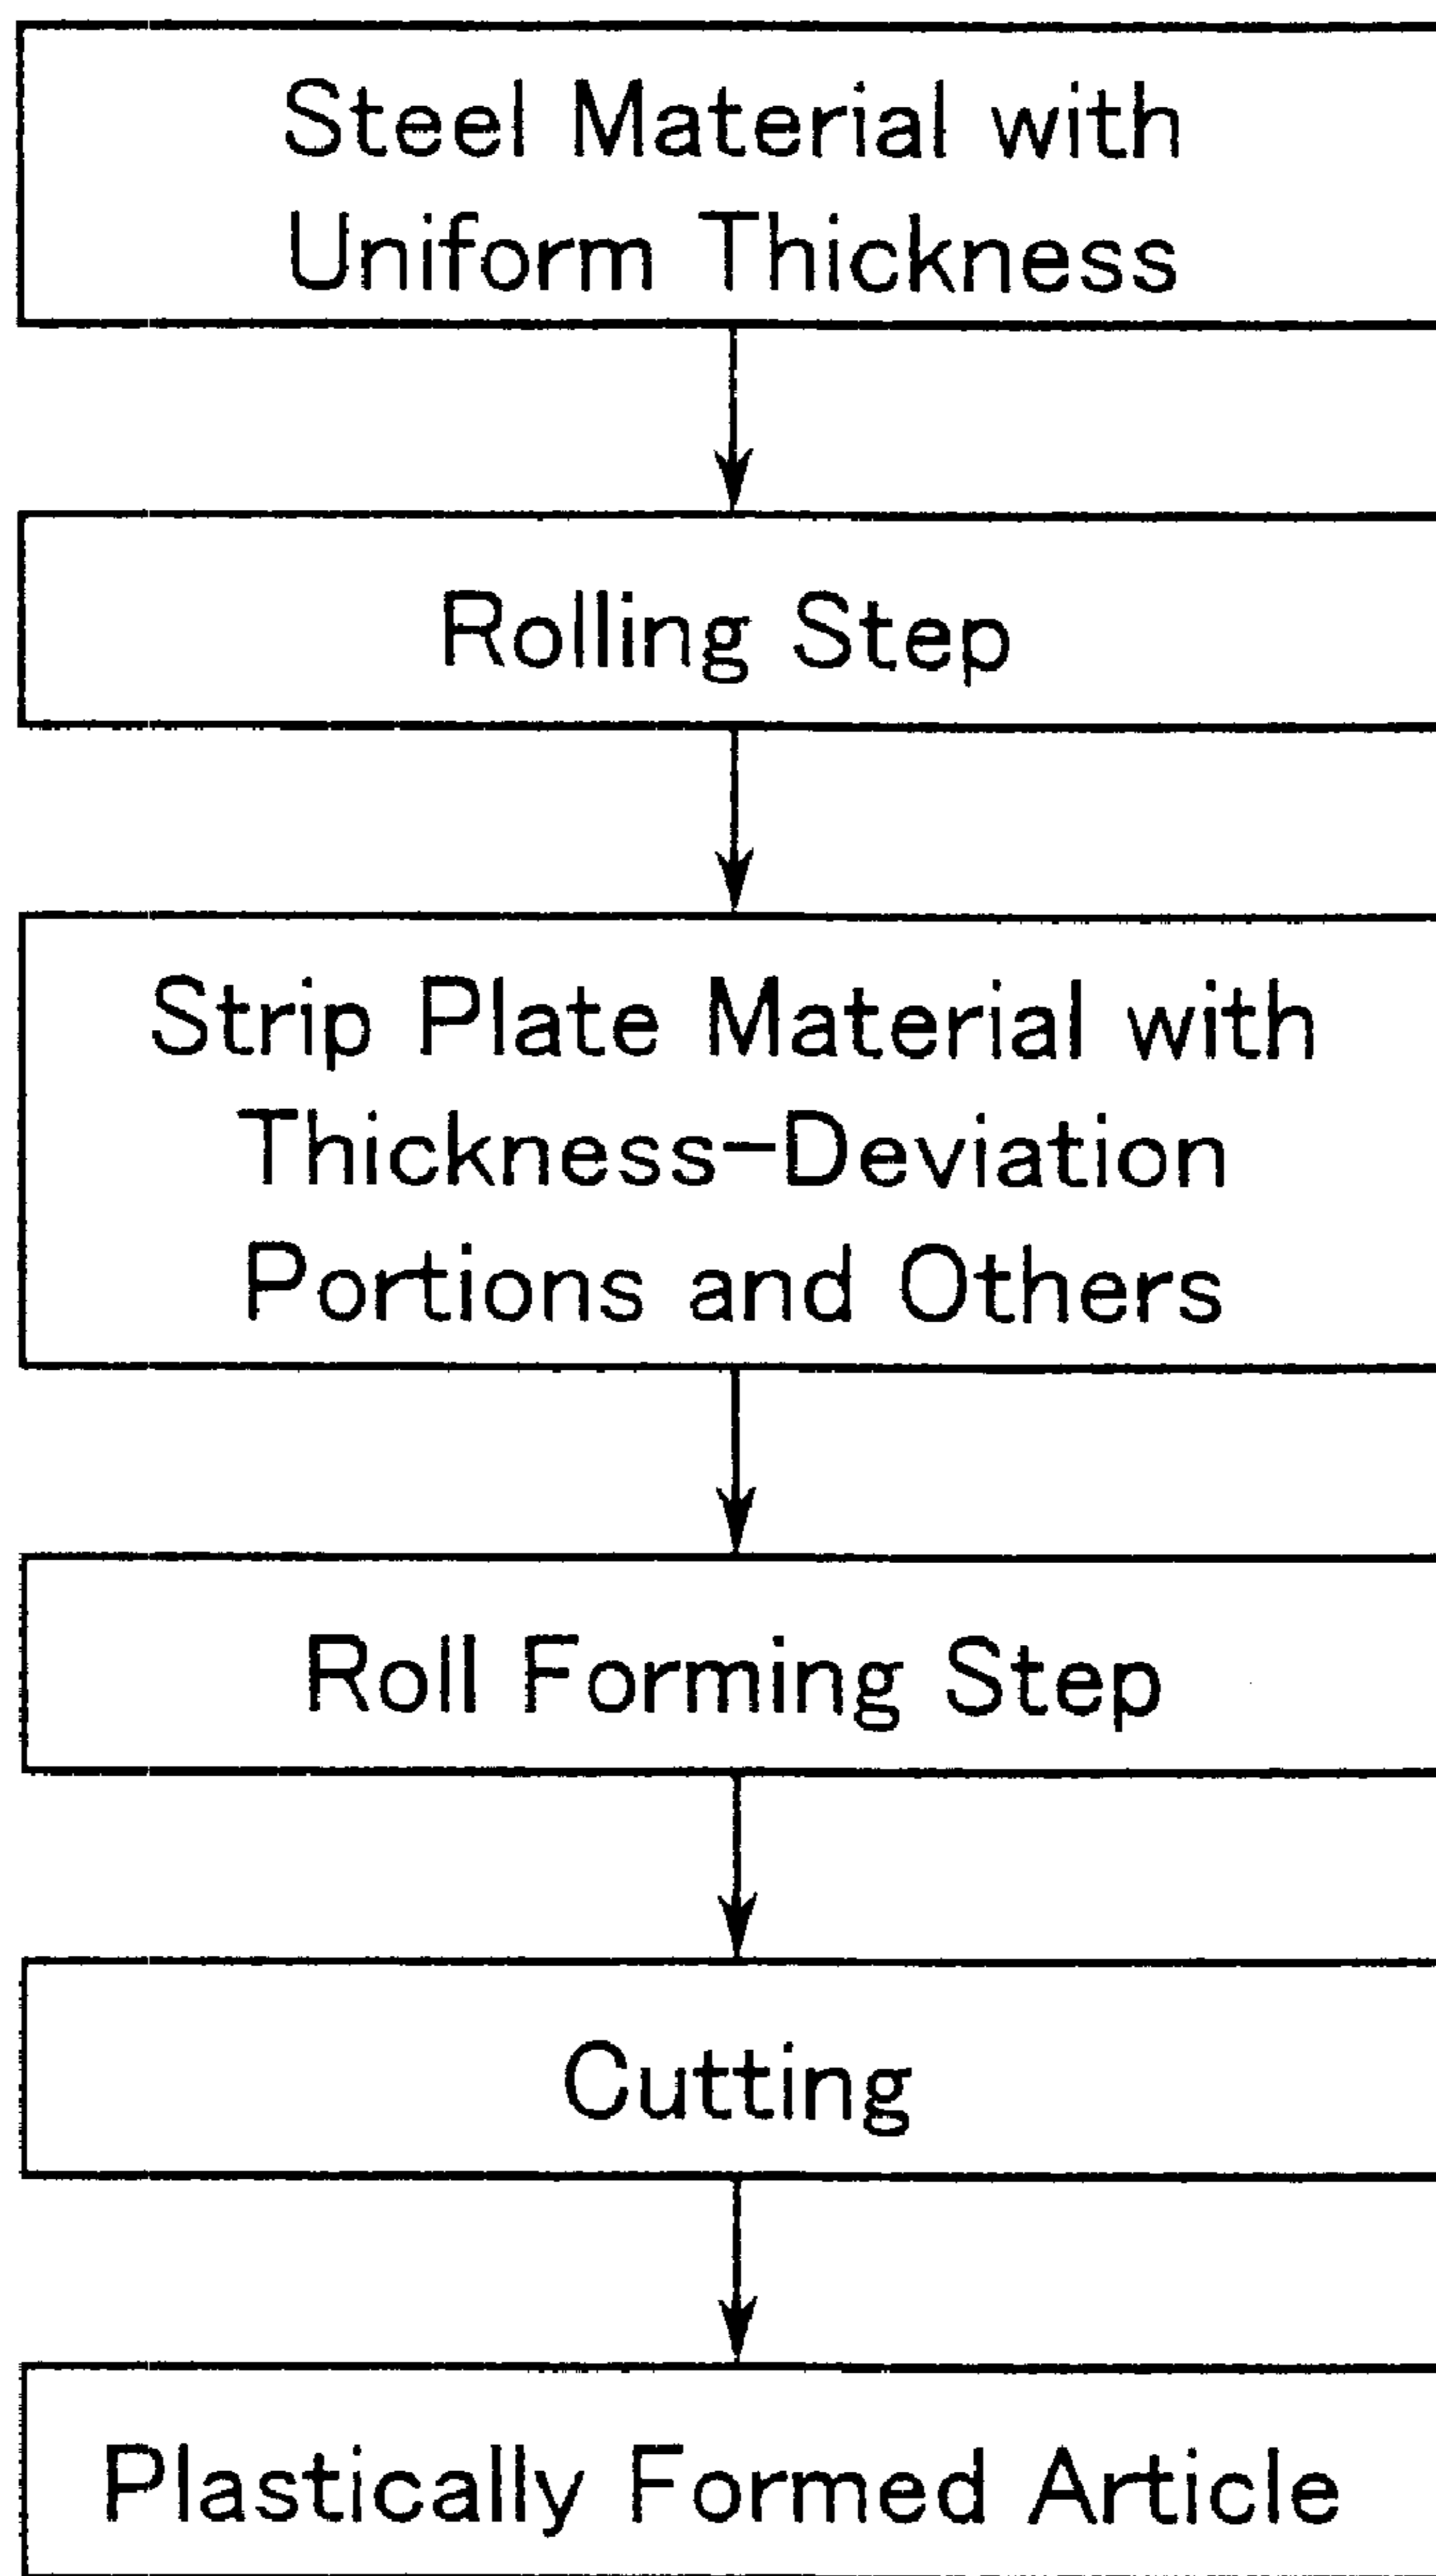 Steel Material with
Uniform Thickness
Rolling Step
Strip Plate Material with
Thickness-Deviation
Portions and Others
Roll Forming Step
Cutting
Plastically Formed Article